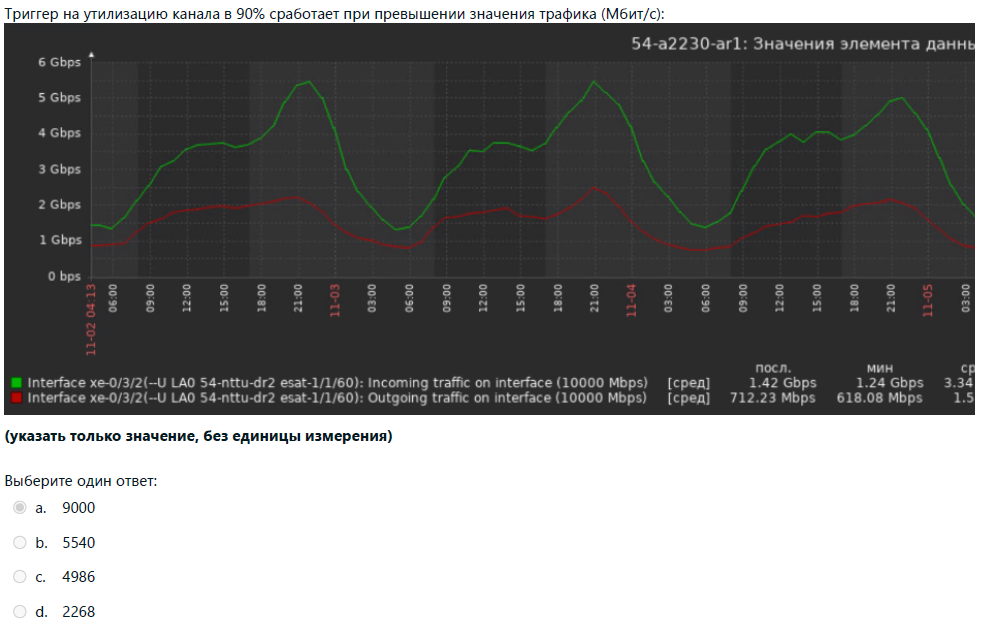 Триггер на утилизацию канала в 90% сработает при превышении значения трафика (Мбит/с):
54-a2230-ar1: Значения элемента данн
6 Gbps
5 Gbps
4 Gbps
3 Gbps
2 Gbps
1 Gbps
0 bps
11-02 04:13 06:00 09:00 12:00 15:00 18:00 21:00 11-03 03:00 06:00 09:00 12:00 15:00 18:00 21:00 11-04 03:00 06:00 09:00 12:00 15:00 18:00 21:00 11-05 03:00
посл. мин ср
Interface xe-0/3/2(--U LA0 54-nttu-dr2 esat-1/1/60): Incoming traffic on interface (10000 Mbps) [сред] 1.42 Gbps 1.24 Gbps 3.34
Interface xe-0/3/2(--U LA0 54-nttu-dr2 esat-1/1/60): Outgoing traffic on interface (10000 Mbps) [сред] 712.23 Mbps 618.08 Mbps 1.5
(указать только значение, без единицы измерения)
Выберите один ответ:
a. 9000
b. 5540
c. 4986
d. 2268